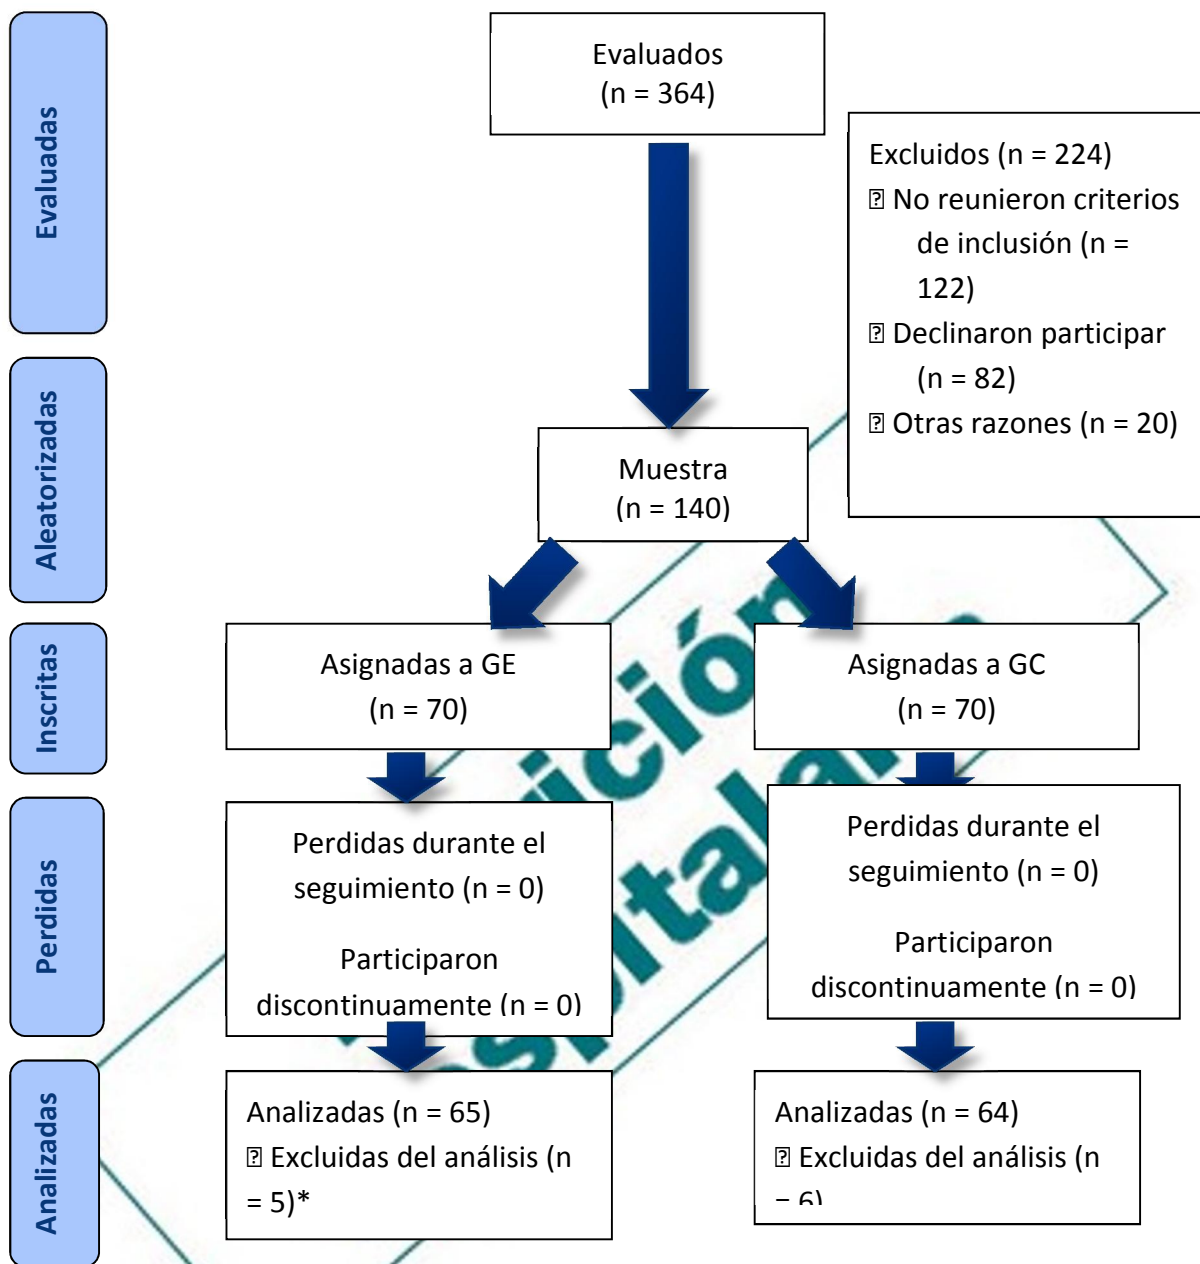 Evaluadas
Evaluados
(n = 364)
Excluidos (n = 224)
No reunieron criterios
de inclusión (n =
122)
Declinaron participar
(n = 82)
Otras razones (n = 20)
Aleatorizadas
Muestra
(n = 140)
Inscritas
Asignadas a GE
(n = 70)
Asignadas a GC
(n = 70)
Perdidas
Perdidas durante el
seguimiento (n = 0)
Participaron
discontinuamente (n = 0)
Perdidas durante el
seguimiento (n = 0)
Participaron
discontinuamente (n = 0)
Analizadas
Analizadas (n = 65)
Excluidas del análisis (n
= 5)*
Analizadas (n = 64)
Excluidas del análisis (n
= 6)